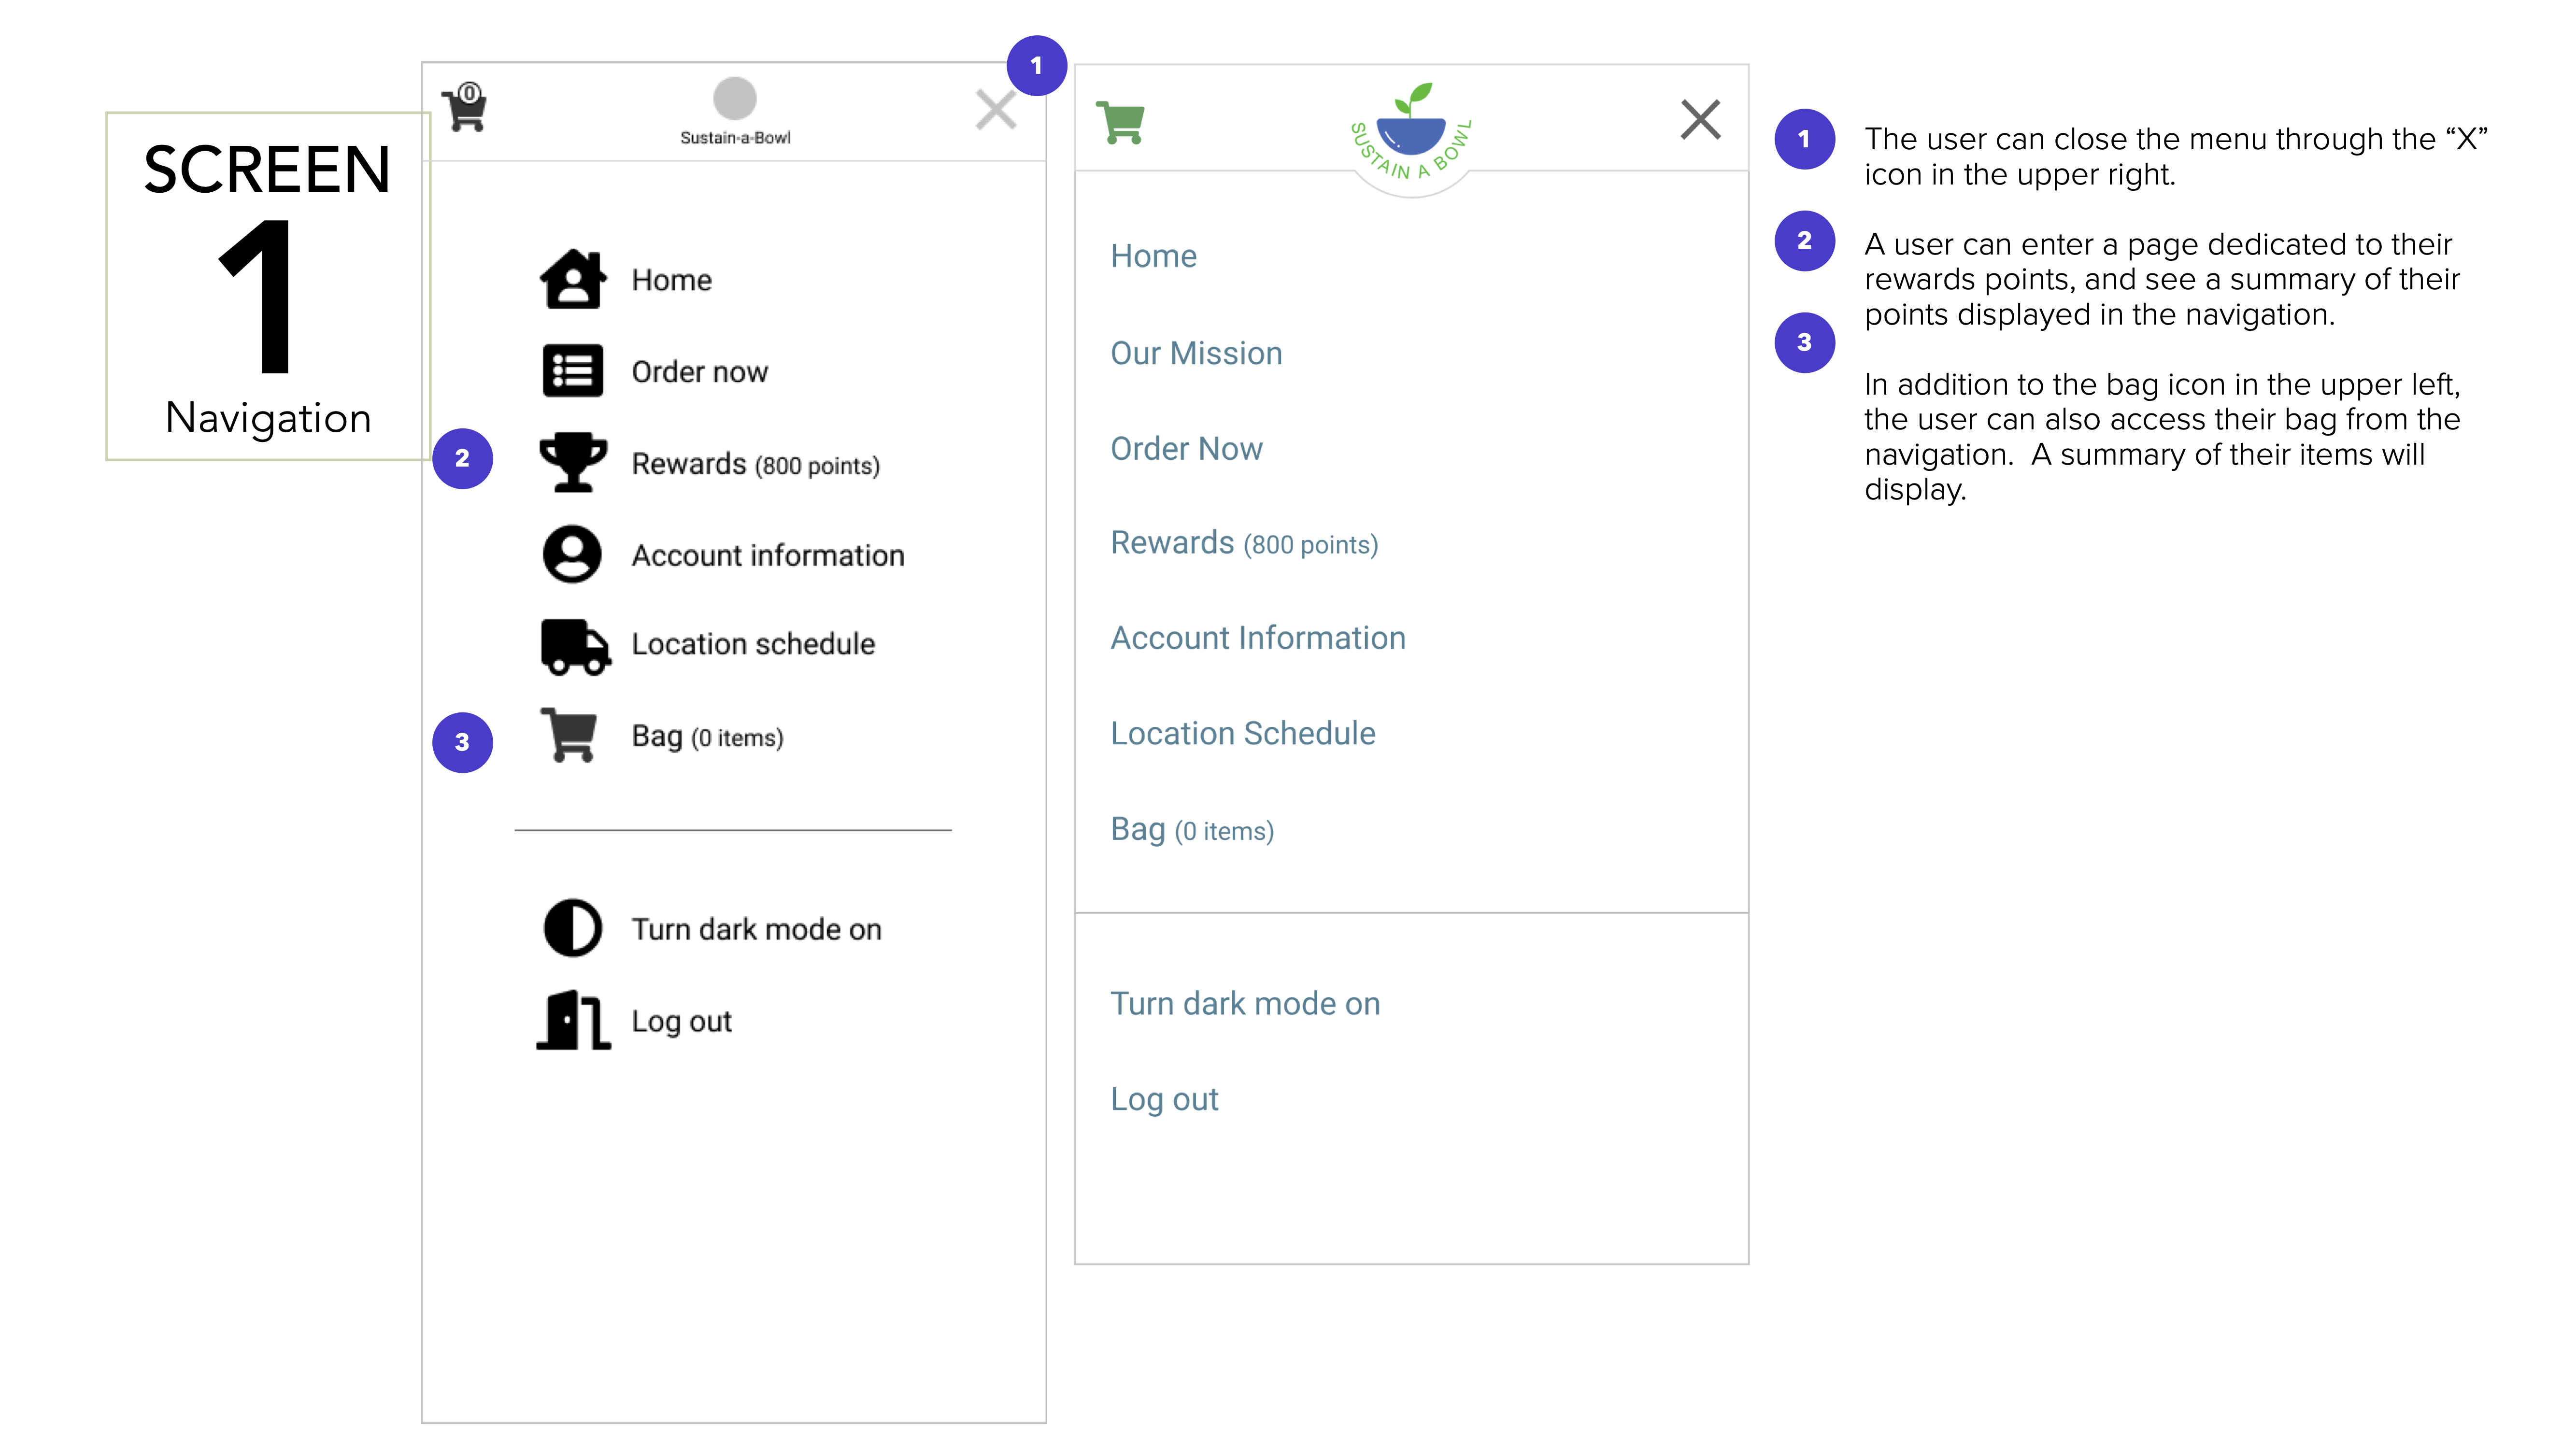 SCREEN
1
Navigation
0
Sustain-a-Bowl
1
Home
Order now
2
Rewards (800 points)
Account information
Location schedule
3
Bag (0 items)
Turn dark mode on
Log out
SUSTAIN A BOWL
Home
Our Mission
Order Now
Rewards (800 points)
Account Information
Location Schedule
Bag (0 items)
Turn dark mode on
Log out
1
The user can close the menu through the “X”
icon in the upper right.
2
A user can enter a page dedicated to their
rewards points, and see a summary of their
points displayed in the navigation.
3
In addition to the bag icon in the upper left,
the user can also access their bag from the
navigation.  A summary of their items will
display.